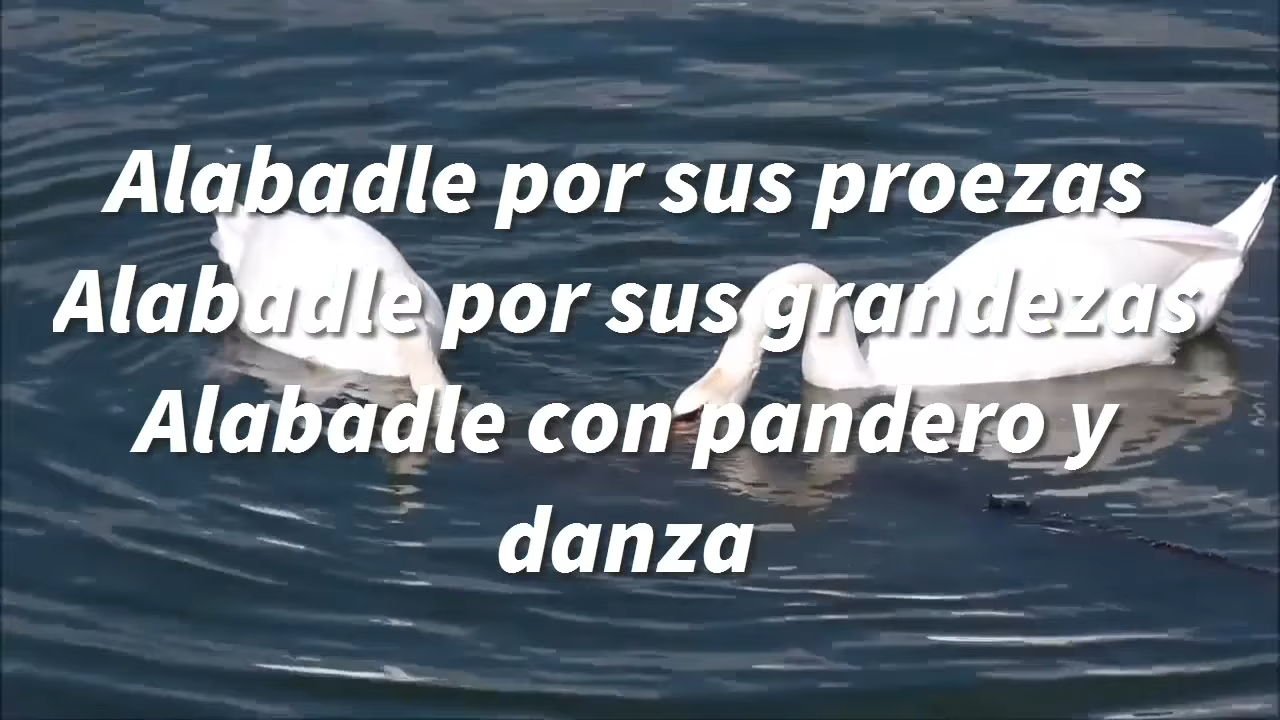 Alabadle por sus proezas
Alabadle por sus grandezas
Alabadle con pandero y
danza